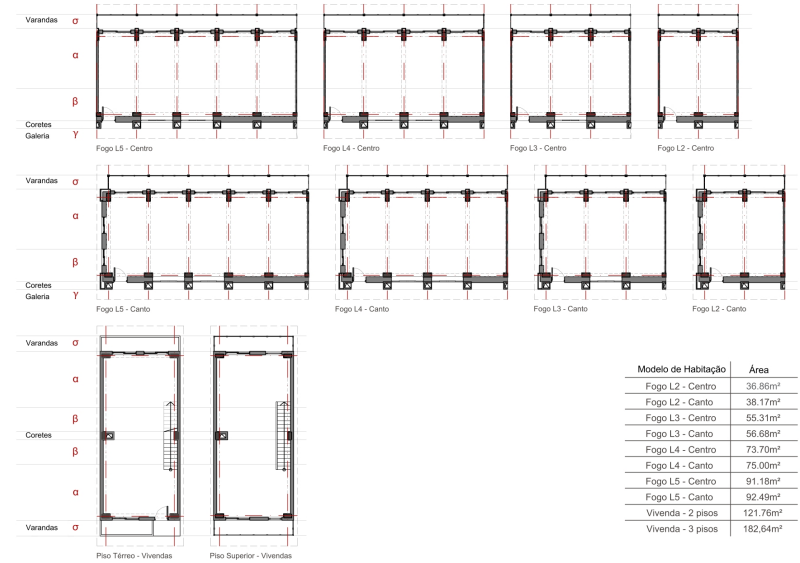 Varandas σ
α
β
Coretes
Galeria γ
Fogo L5 - Centro
Fogo L4 - Centro
Fogo L3 - Centro
Fogo L2 - Centro
Varandas σ
α
β
Coretes
Galeria γ
Fogo L5 - Canto
Fogo L4 - Canto
Fogo L3 - Canto
Fogo L2 - Canto
Varandas σ
α
β
Coretes
β
α
Varandas σ
Piso Térreo - Vivendas
Piso Superior - Vivendas
Modelo de Habitação Área
Fogo L2 - Centro 36.86m²
Fogo L2 - Canto 38.17m²
Fogo L3 - Centro 55.31m²
Fogo L3 - Canto 56.68m²
Fogo L4 - Centro 73.70m²
Fogo L4 - Canto 75.00m²
Fogo L5 - Centro 91.18m²
Fogo L5 - Canto 92.49m²
Vivenda - 2 pisos 121.76m²
Vivenda - 3 pisos 182,64m²